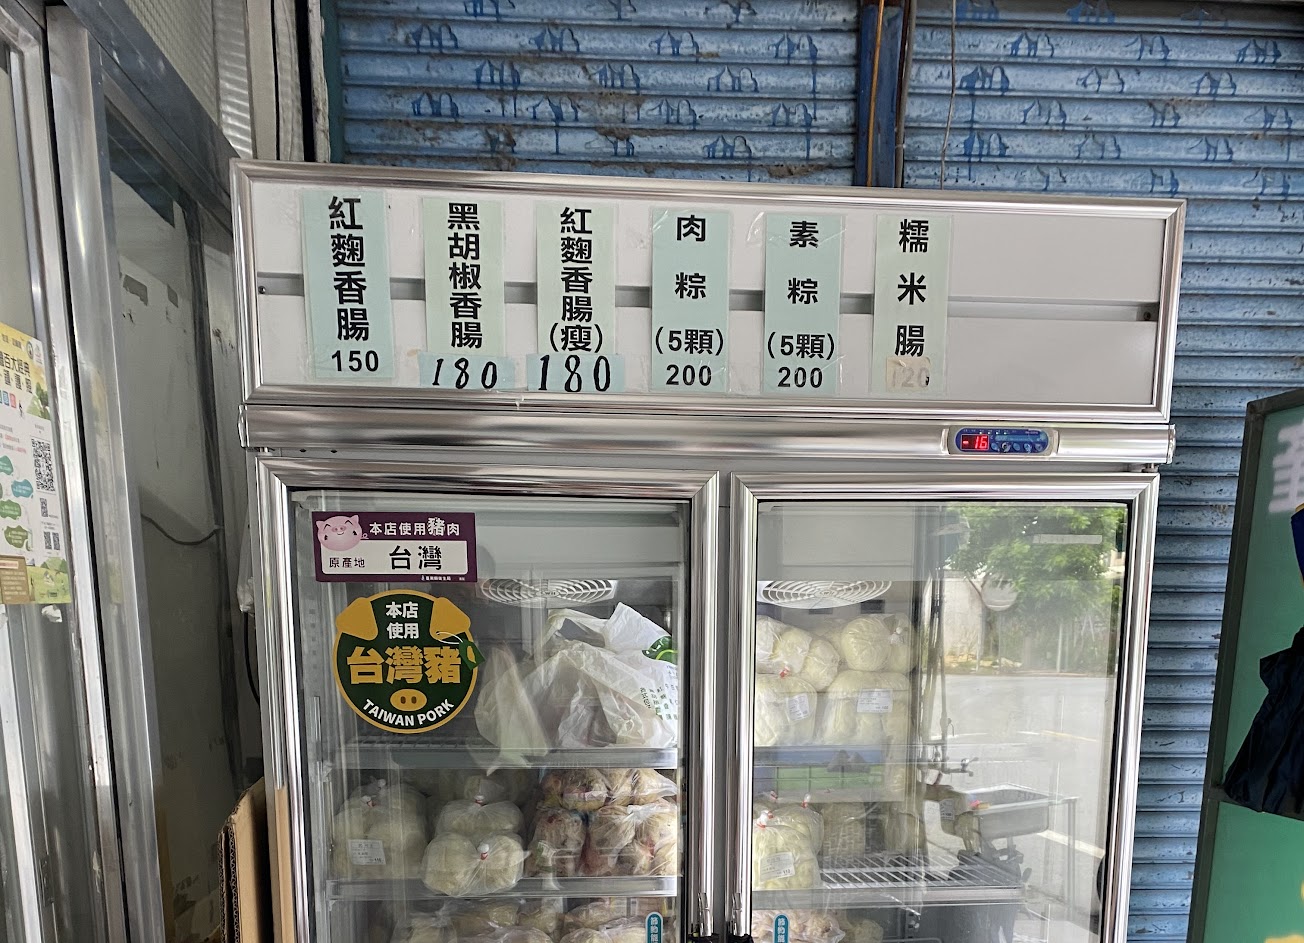 紅麴香腸
150
黑胡椒香腸
180
紅麴香腸(瘦)
180
肉粽
(5顆)
200
素粽
(5顆)
200
糯米腸
120
-16
本店使用豬肉
原產地 台灣
本店
使用
台灣豬
TAIWAN PORK